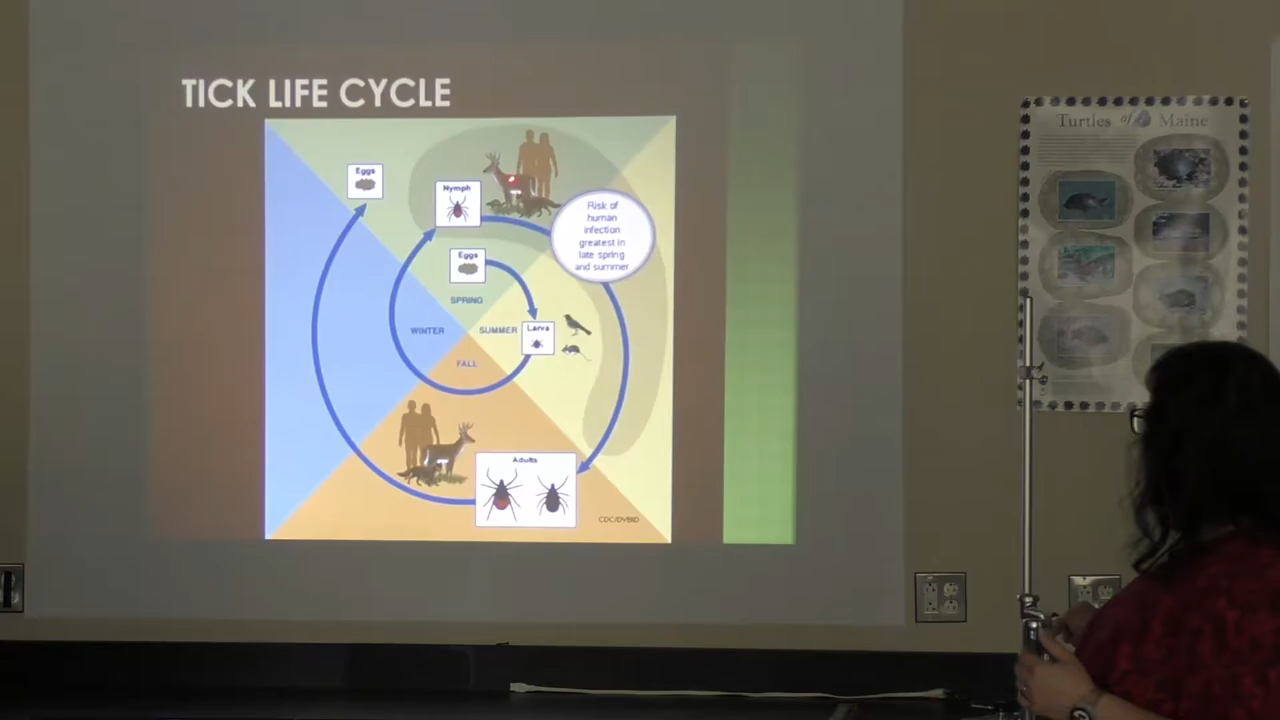 TICK LIFE CYCLE
Eggs
Nymph
Risk of
human
infection
greatest in
late spring
and summer
Eggs
SPRING
WINTER
SUMMER
Larva
FALL
Adults
CDC/DVBID
Turtles of Maine